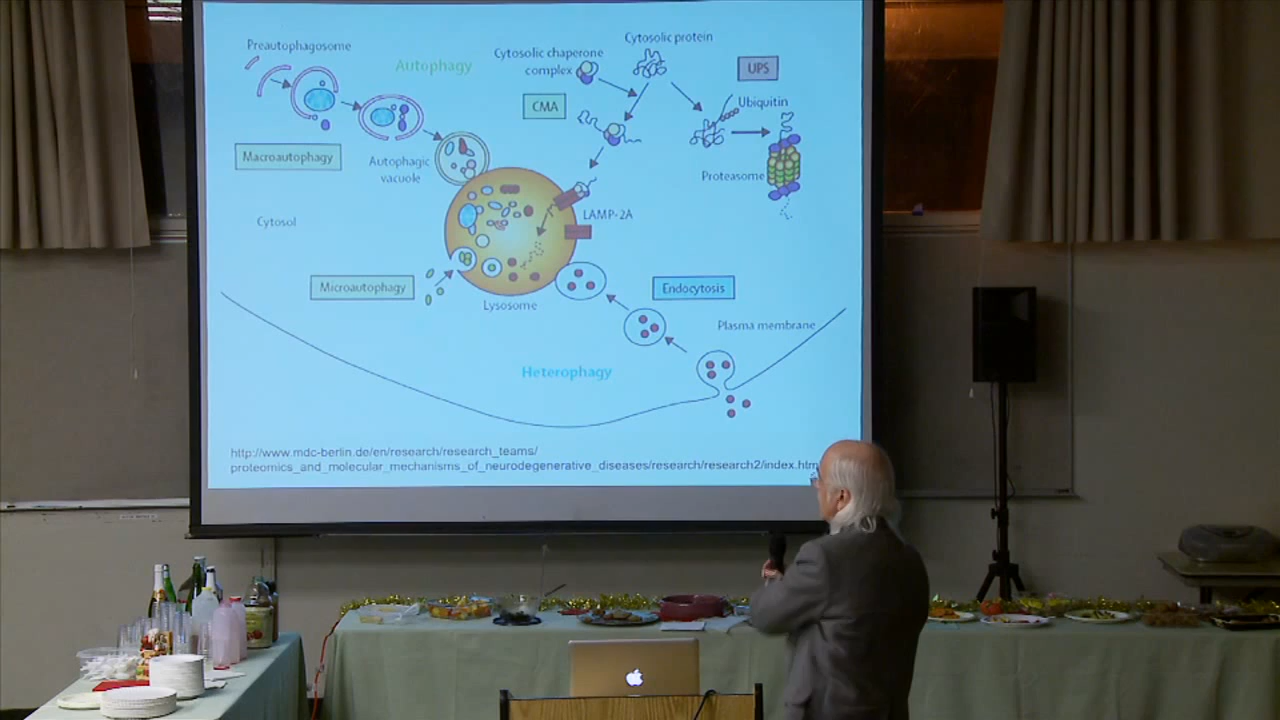 Preautophagosome
Autophagy
Cytosolic chaperone
complex
Cytosolic protein
UPS
CMA
Ubiquitin
Macroautophagy
Autophagic
vacuole
Proteasome
Cytosol
LAMP-2A
Microautophagy
Lysosome
Endocytosis
Plasma membrane
Heterophagy
http://www.mdc-berlin.de/en/research/research_teams/
proteomics_and_molecular_mechanisms_of_neurodegenerative_diseases/research/research2/index.htm